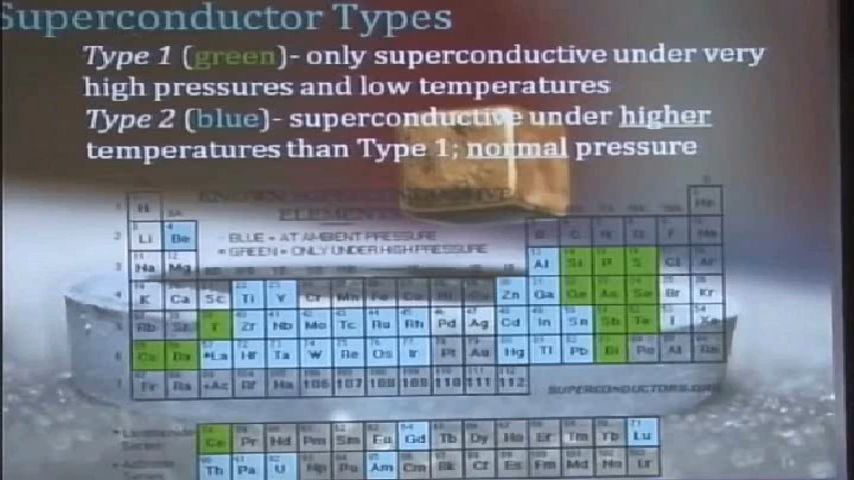 Superconductor Types
Type 1 (green)- only superconductive under very
high pressures and low temperatures
Type 2 (blue)- superconductive under higher
temperatures than Type 1; normal pressure
KNOWN SUPERCONDUCTIVE
ELEMENTS
BLUE = AT AMBIENT PRESSURE
GREEN = ONLY UNDER HIGH PRESSURE
H He
Li Be B C N O Ne
Na Mg Al Si P S Cl Ar
K Ca Sc Ti V Cr Mn Fe Co Zn Ga Ge As Se Br Kr
Rb Sr Y Zr Nb Mo Tc Ru Rh Pd Ag Cd In Sn Sb Te I Xe
Cs Ba *La Hf Ta W Re Os Ir Pt Au Hg Tl Pb Bi Po At Rn
Fr Ra +Ac Rf Ha 106 107 108 109 110 111 112
SUPERCONDUCTORS.ORG
Ce Pr Nd Pm Sm Eu Gd Tb Dy Ho Er Tm Yb Lu
Series
Th Pa U Np Pu Am Cm Bk Cf Es Fm Md No Lr
Series